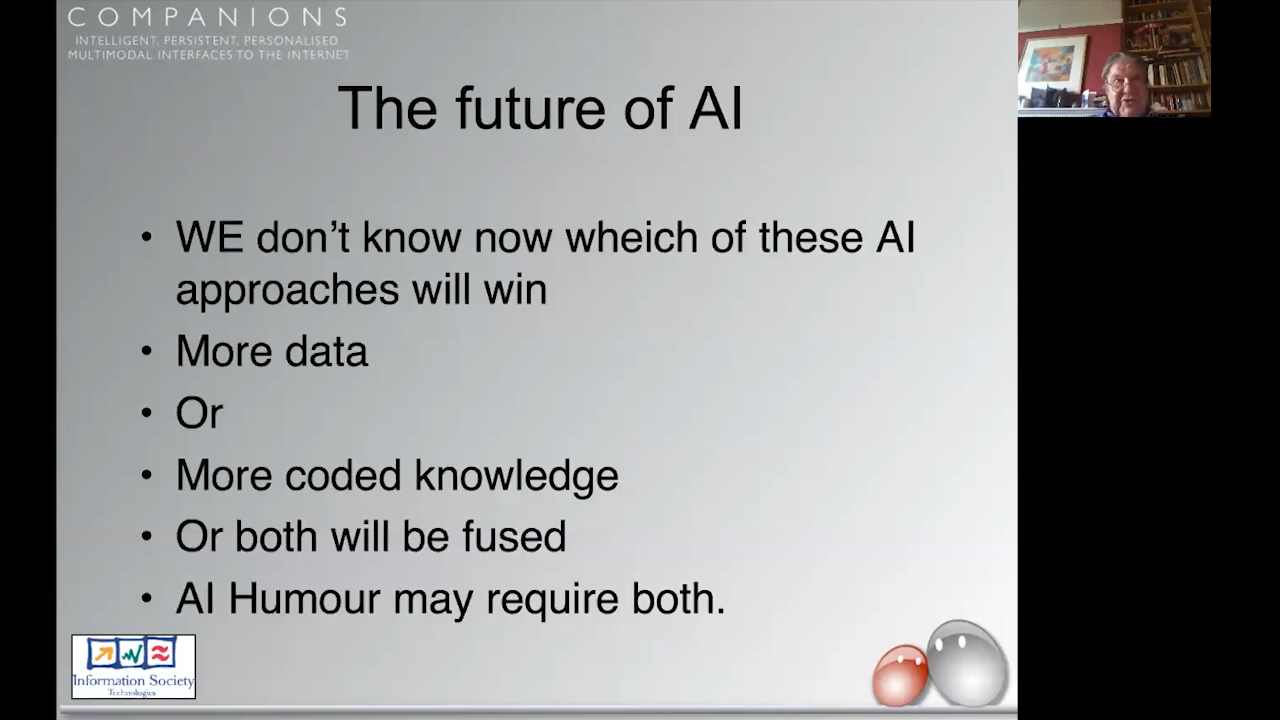 COMPANIONS
INTELLIGENT, PERSISTENT, PERSONALISED
MULTIMODAL INTERFACES TO THE INTERNET
The future of AI
• WE don't know now wheich of these AI
approaches will win
• More data
• Or
• More coded knowledge
• Or both will be fused
• AI Humour may require both.
Information Society
Technologies